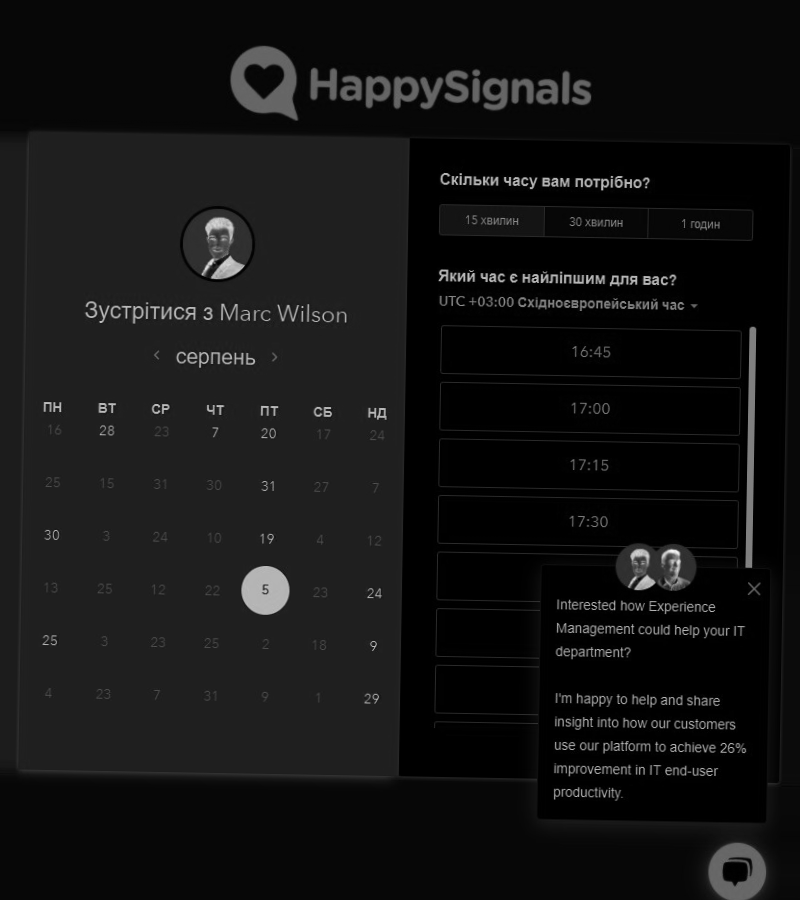 HappySignals
Зустрітися з Marc Wilson
серпень
ПН ВТ СР ЧТ ПТ СБ НД
16 28 23 7 20 17 24
25 15 31 30 31 27 7
30 3 24 10 19 4 12
13 25 12 22 5 23 24
25 3 23 25 2 18 9
4 23 7 31 9 1 29
Скільки часу вам потрібно?
15 хвилин 30 хвилин 1 годин
Який час є найліпшим для вас?
UTC +03:00 Східноєвропейський час
16:45
17:00
17:15
17:30
Interested how Experience
Management could help your IT
department?
I'm happy to help and share
insight into how our customers
use our platform to achieve 26%
improvement in IT end-user
productivity.